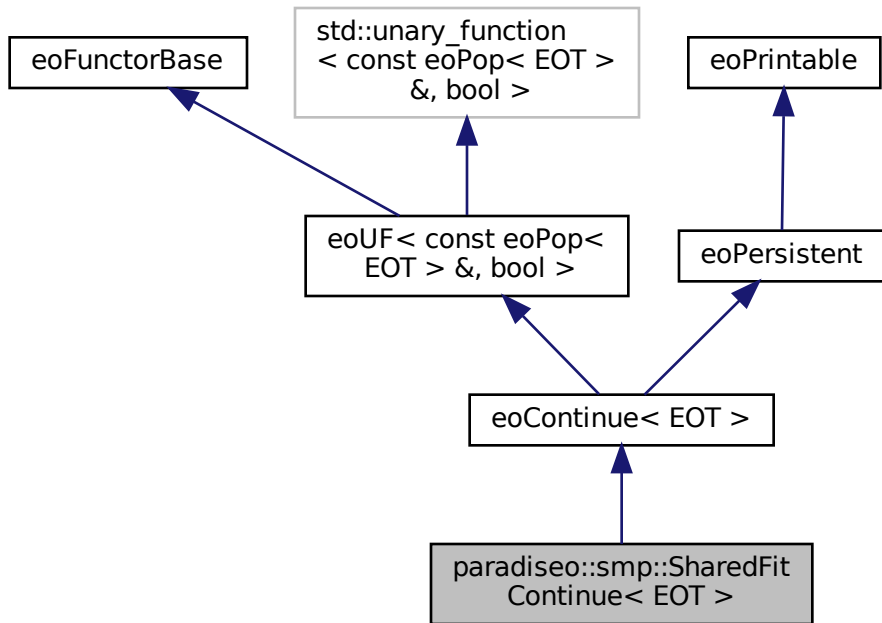 std::unary_function
< const eoPop< EOT >
&, bool >
eoFunctorBase
eoPrintable
eoUF< const eoPop<
EOT > &, bool >
eoPersistent
eoContinue< EOT >
paradiseo::smp::SharedFit
Continue< EOT >